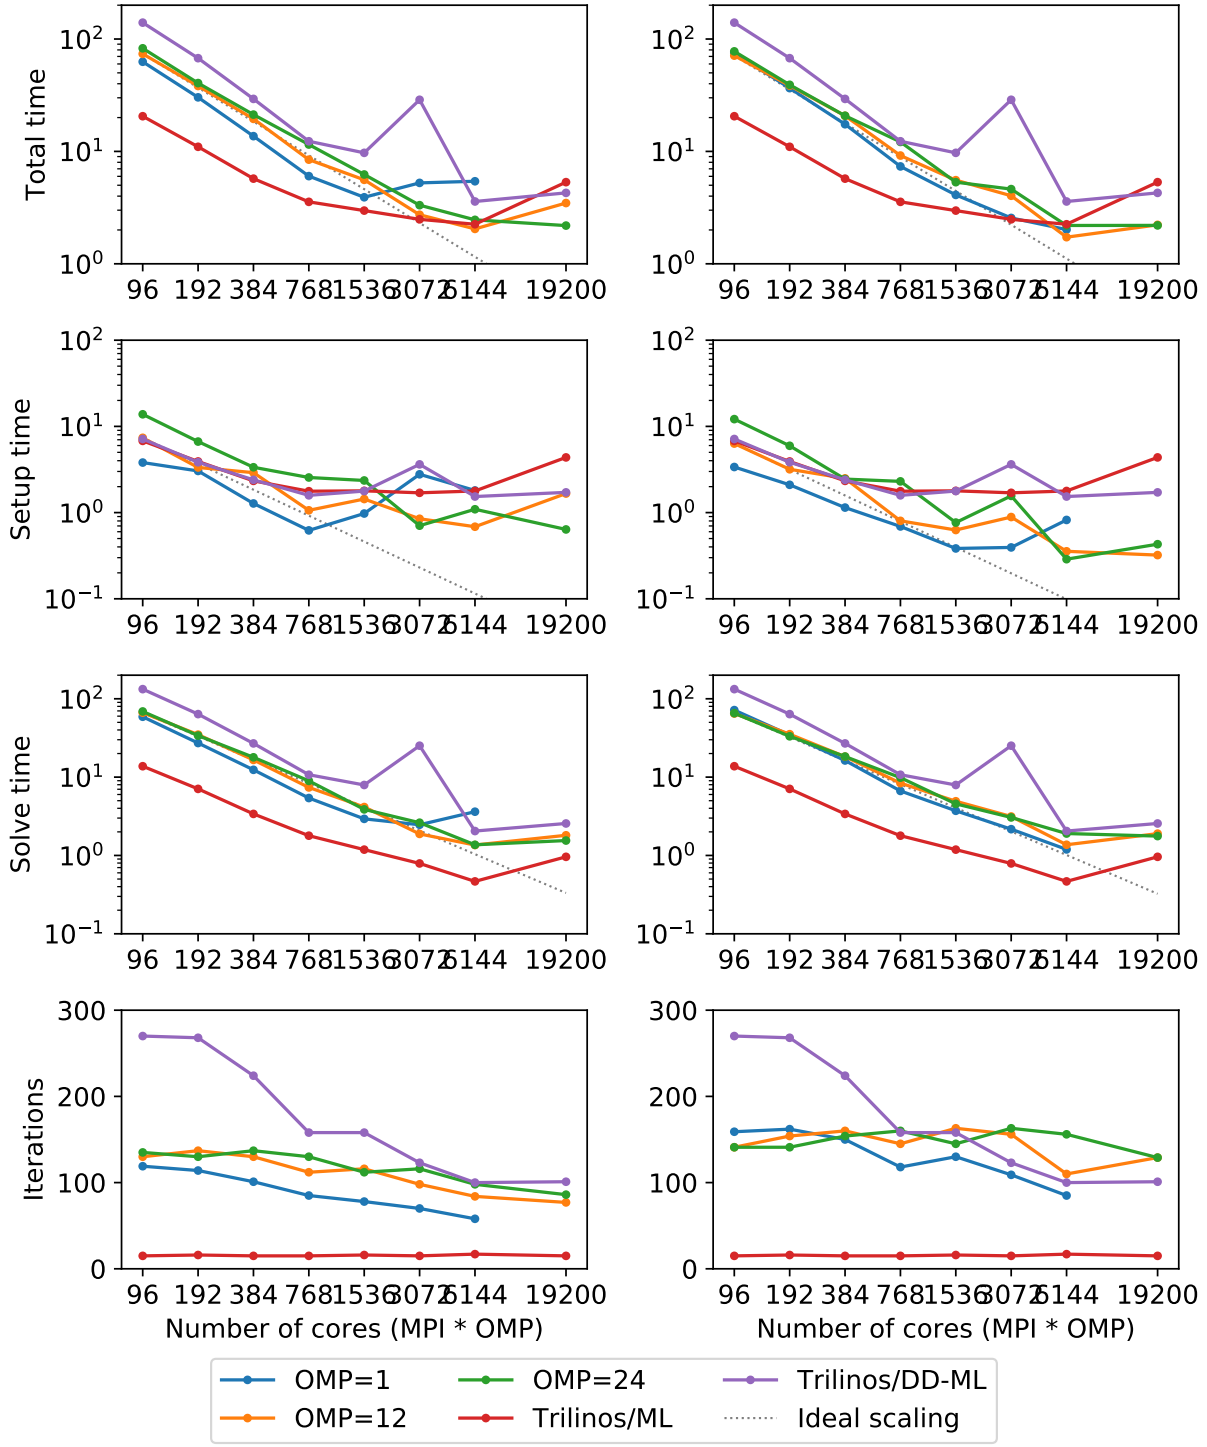 Total time
10²
10¹
10⁰
96 192 384 768 1536 3072 6144 19200
10²
10¹
10⁰
96 192 384 768 1536 3072 6144 19200
Setup time
10²
10¹
10⁰
10⁻¹
96 192 384 768 1536 3072 6144 19200
10²
10¹
10⁰
10⁻¹
96 192 384 768 1536 3072 6144 19200
Solve time
10²
10¹
10⁰
10⁻¹
96 192 384 768 1536 3072 6144 19200
10²
10¹
10⁰
10⁻¹
96 192 384 768 1536 3072 6144 19200
Iterations
300
200
100
0
96 192 384 768 1536 3072 6144 19200
Number of cores (MPI * OMP)
300
200
100
0
96 192 384 768 1536 3072 6144 19200
Number of cores (MPI * OMP)
OMP=1
OMP=12
OMP=24
Trilinos/ML
Trilinos/DD-ML
Ideal scaling